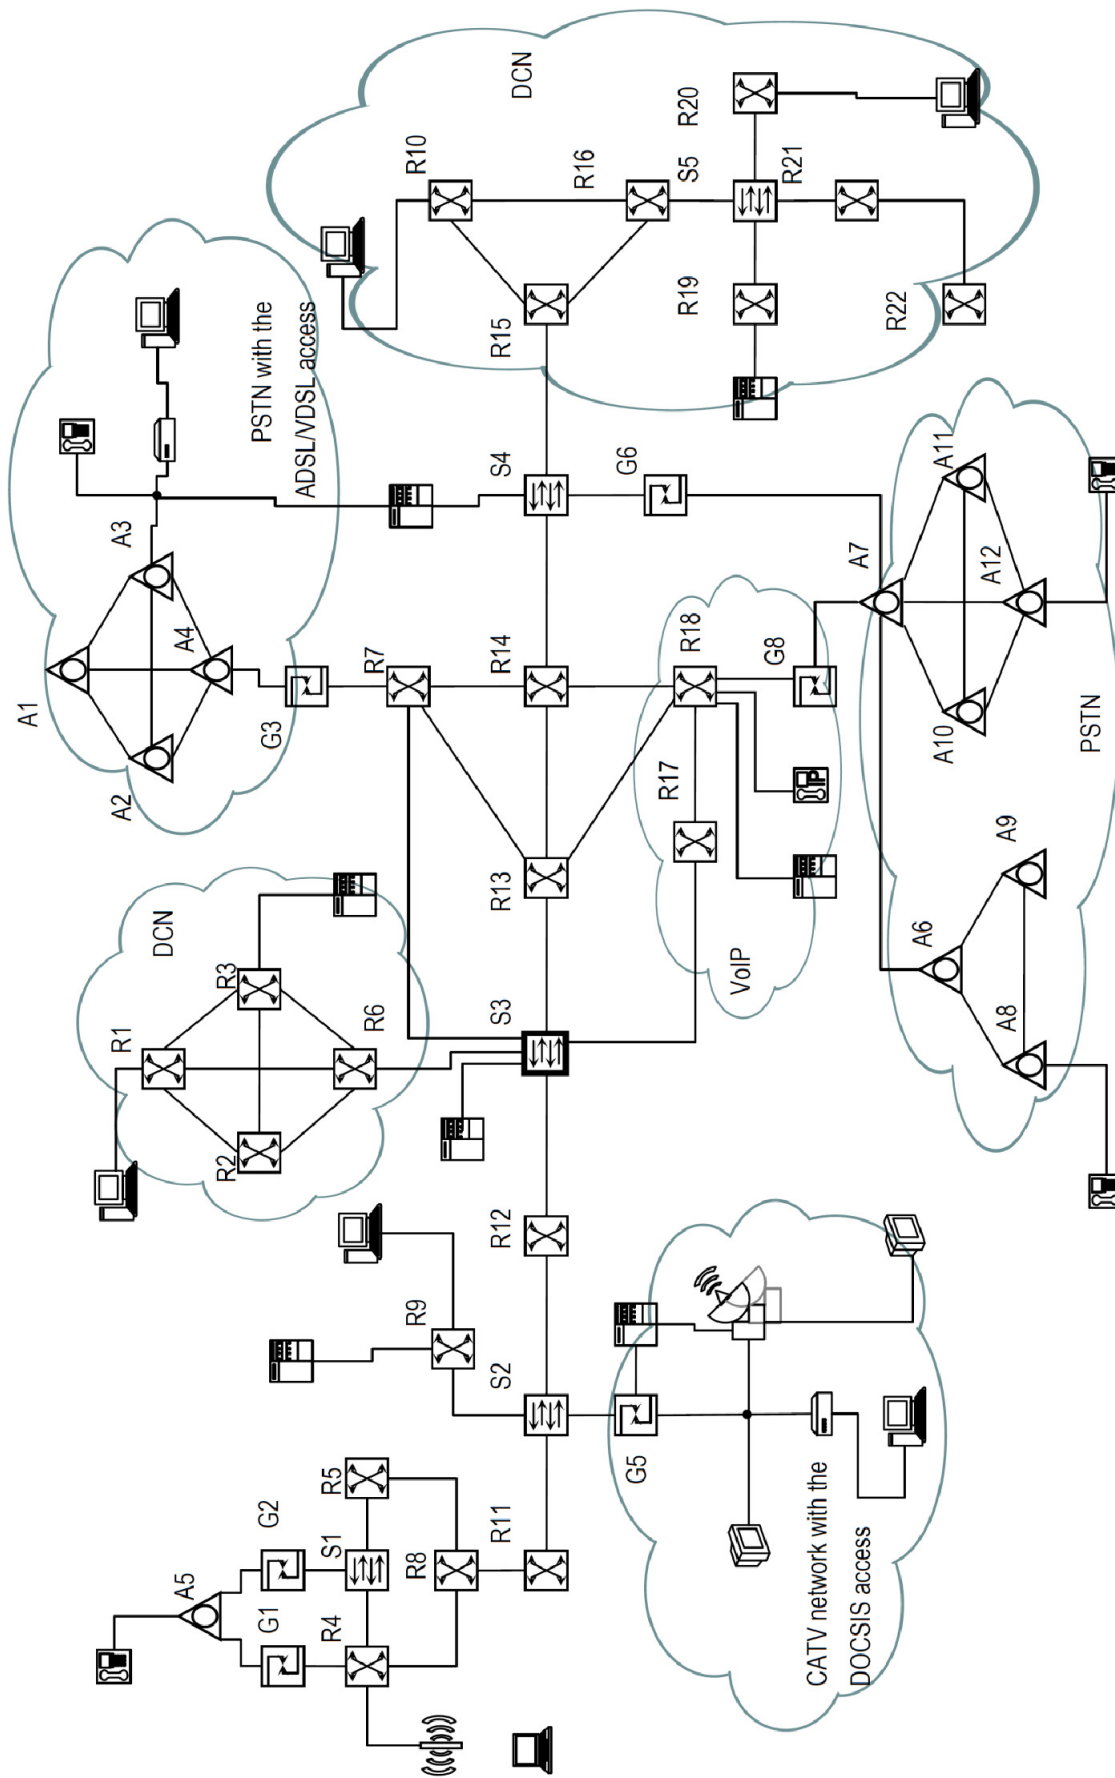 A5
G2
G1
S1
R5
R4
R8
R11
R9
S2
R12
G5
CATV network with the
DOCSIS access
DCN
R1
R3
R2
R6
S3
A1
A3
A2
A4
G3
PSTN with the
ADSL/VDSL access
R7
R13
R14
S4
G6
R17
R18
VoIP
G8
IP
A7
A6
A9
A8
A11
A12
A10
PSTN
DCN
R10
R15
R16
S5
R20
R19
R21
R22